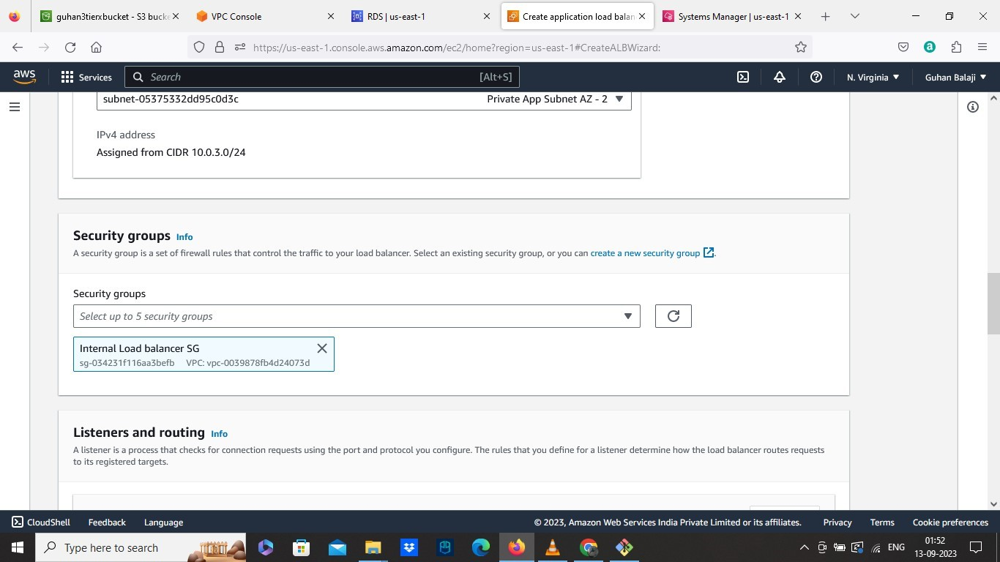 guhan3tierxbucket - S3 bucke
VPC Console
RDS | us-east-1
Create application load balan
Systems Manager | us-east-1
https://us-east-1.console.aws.amazon.com/ec2/home?region=us-east-1#CreateALBWizard:
aws
Services
Search
[Alt+S]
N. Virginia
Guhan Balaji
subnet-05375332dd95c0d3c
Private App Subnet AZ - 2
IPv4 address
Assigned from CIDR 10.0.3.0/24
Security groups Info
A security group is a set of firewall rules that control the traffic to your load balancer. Select an existing security group, or you can create a new security group.
Security groups
Select up to 5 security groups
Internal Load balancer SG
sg-034231f116aa3befb VPC: vpc-0039878fb4d24073d
Listeners and routing Info
A listener is a process that checks for connection requests using the port and protocol you configure. The rules that you define for a listener determine how the load balancer routes requests
to its registered targets.
CloudShell
Feedback
Language
© 2023, Amazon Web Services India Private Limited or its affiliates.
Privacy
Terms
Cookie preferences
Type here to search
ENG
01:52
13-09-2023